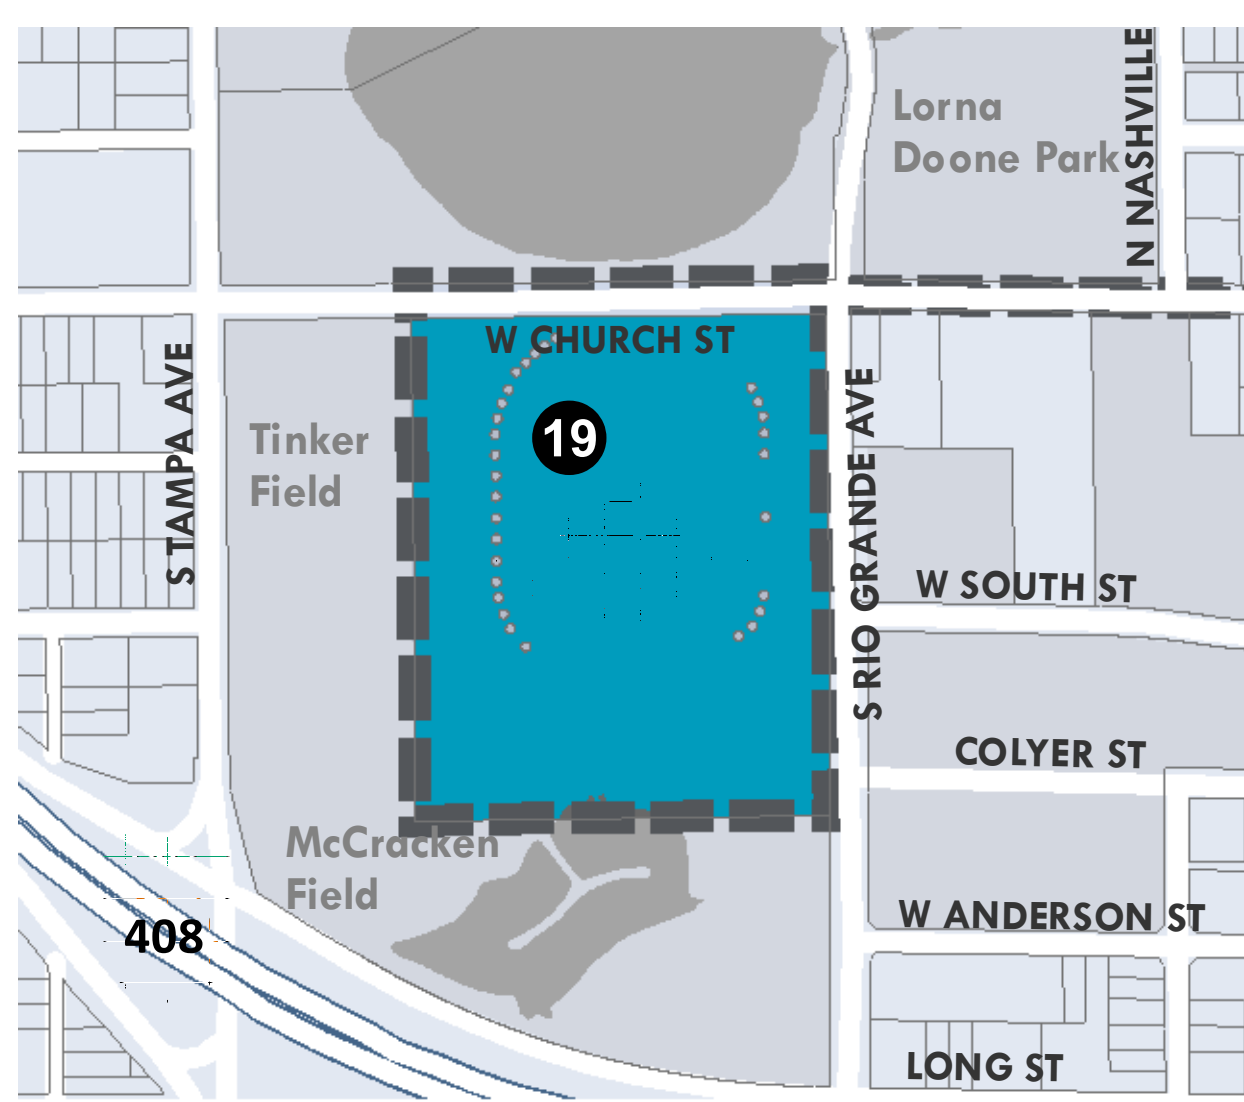 N NASHVILLE
Lorna
Doone Park
W CHURCH ST
S TAMPA AVE
S RIO GRANDE AVE
19
Tinker
Field
W SOUTH ST
COLYER ST
McCracken
Field
W ANDERSON ST
408
LONG ST